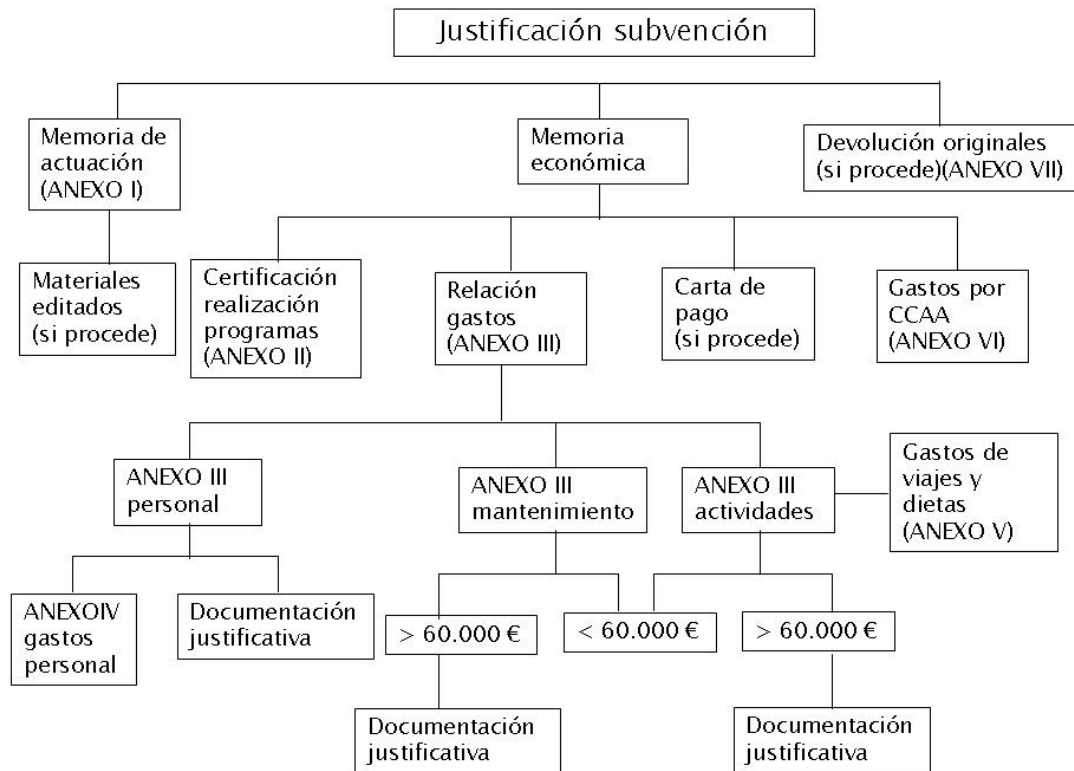 Justificación subvención
Memoria de
actuación
(ANEXO I)
Memoria
económica
Devolución originales
(si procede)(ANEXO VII)
Materiales
editados
(si procede)
Certificación
realización
programas
(ANEXO II)
Relación
gastos
(ANEXO III)
Carta de
pago
(si procede)
Gastos por
CCAA
(ANEXO VI)
ANEXO III
personal
ANEXO III
mantenimiento
ANEXO III
actividades
Gastos de
viajes y
dietas
(ANEXO V)
ANEXOIV
gastos
personal
Documentación
justificativa
> 60.000 €
< 60.000 €
> 60.000 €
Documentación
justificativa
Documentación
justificativa